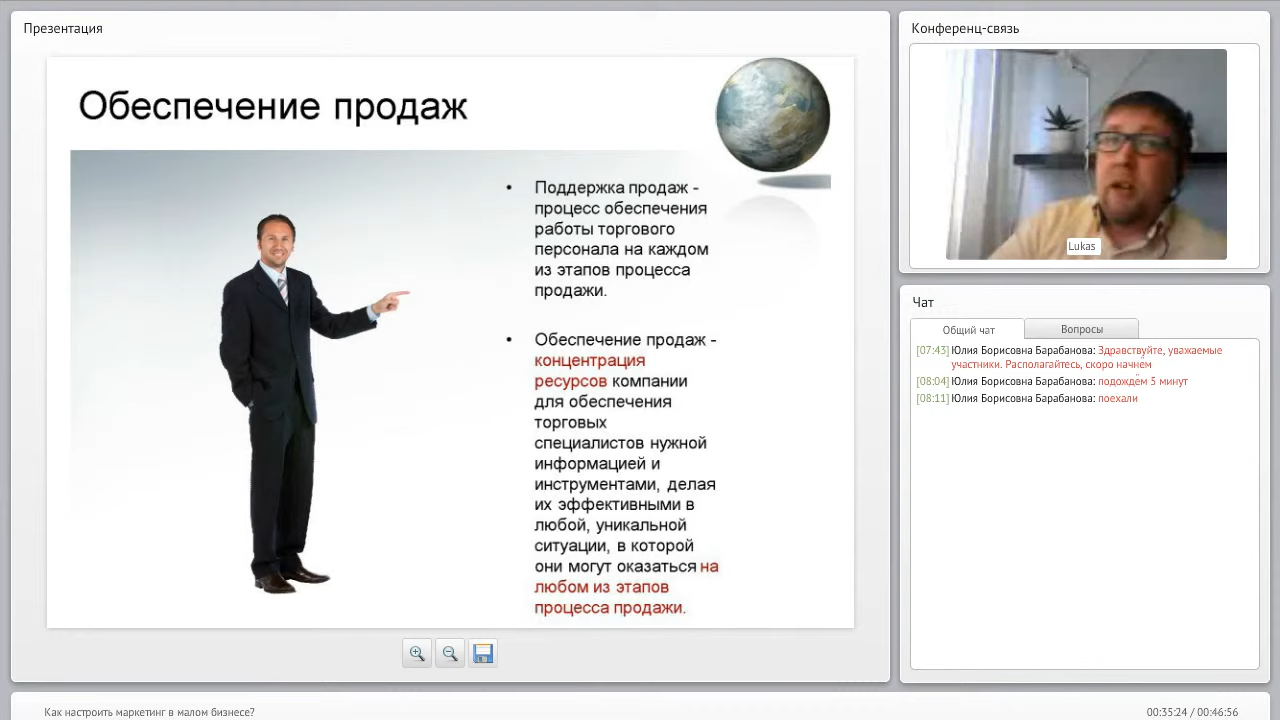 Презентация
Обеспечение продаж
• Поддержка продаж -
процесс обеспечения
работы торгового
персонала на каждом
из этапов процесса
продажи.
• Обеспечение продаж -
концентрация
ресурсов компании
для обеспечения
торговых
специалистов нужной
информацией и
инструментами, делая
их эффективными в
любой, уникальной
ситуации, в которой
они могут оказаться на
любом из этапов
процесса продажи.
Конференц-связь
Lukas
Чат
Общий чат
Вопросы
[07:43] Юлия Борисовна Барабанова: Здравствуйте, уважаемые
участники. Располагайтесь, скоро начнём
[08:04] Юлия Борисовна Барабанова: подождём 5 минут
[08:11] Юлия Борисовна Барабанова: поехали
Как настроить маркетинг в малом бизнесе?
00:35:24 / 00:46:56